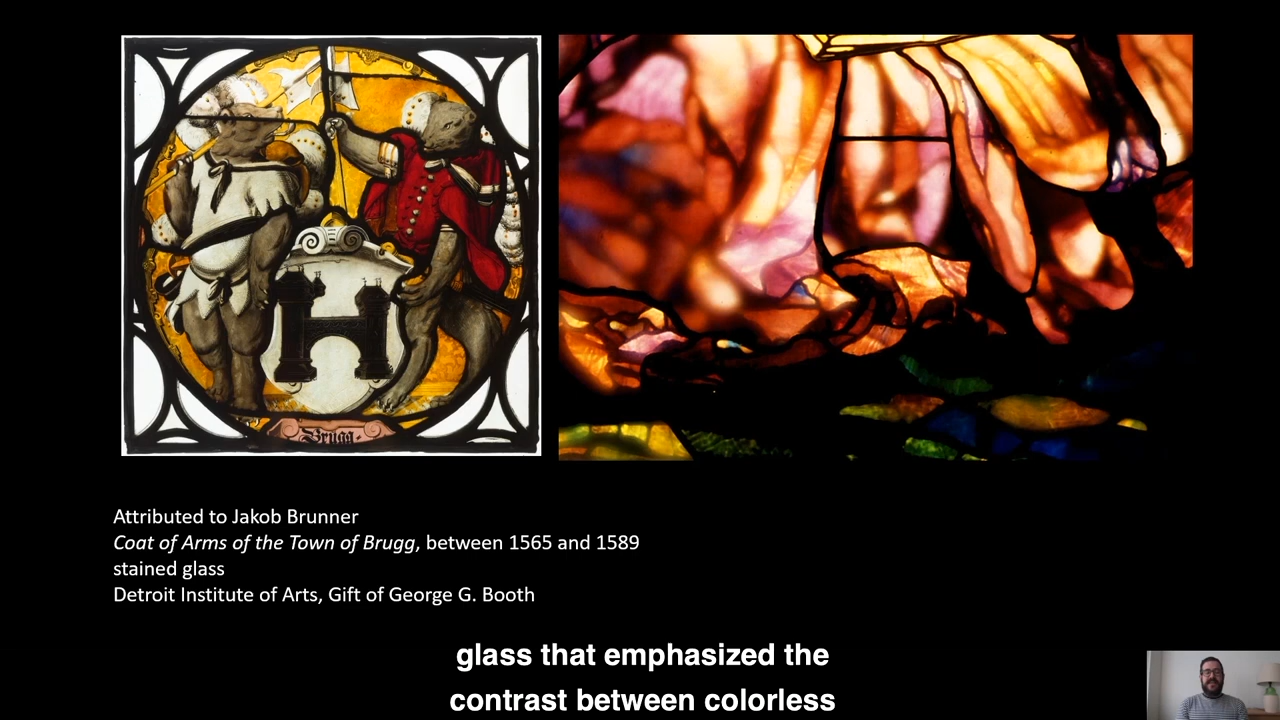 Brugg.
Attributed to Jakob Brunner
Coat of Arms of the Town of Brugg, between 1565 and 1589
stained glass
Detroit Institute of Arts, Gift of George G. Booth
glass that emphasized the
contrast between colorless